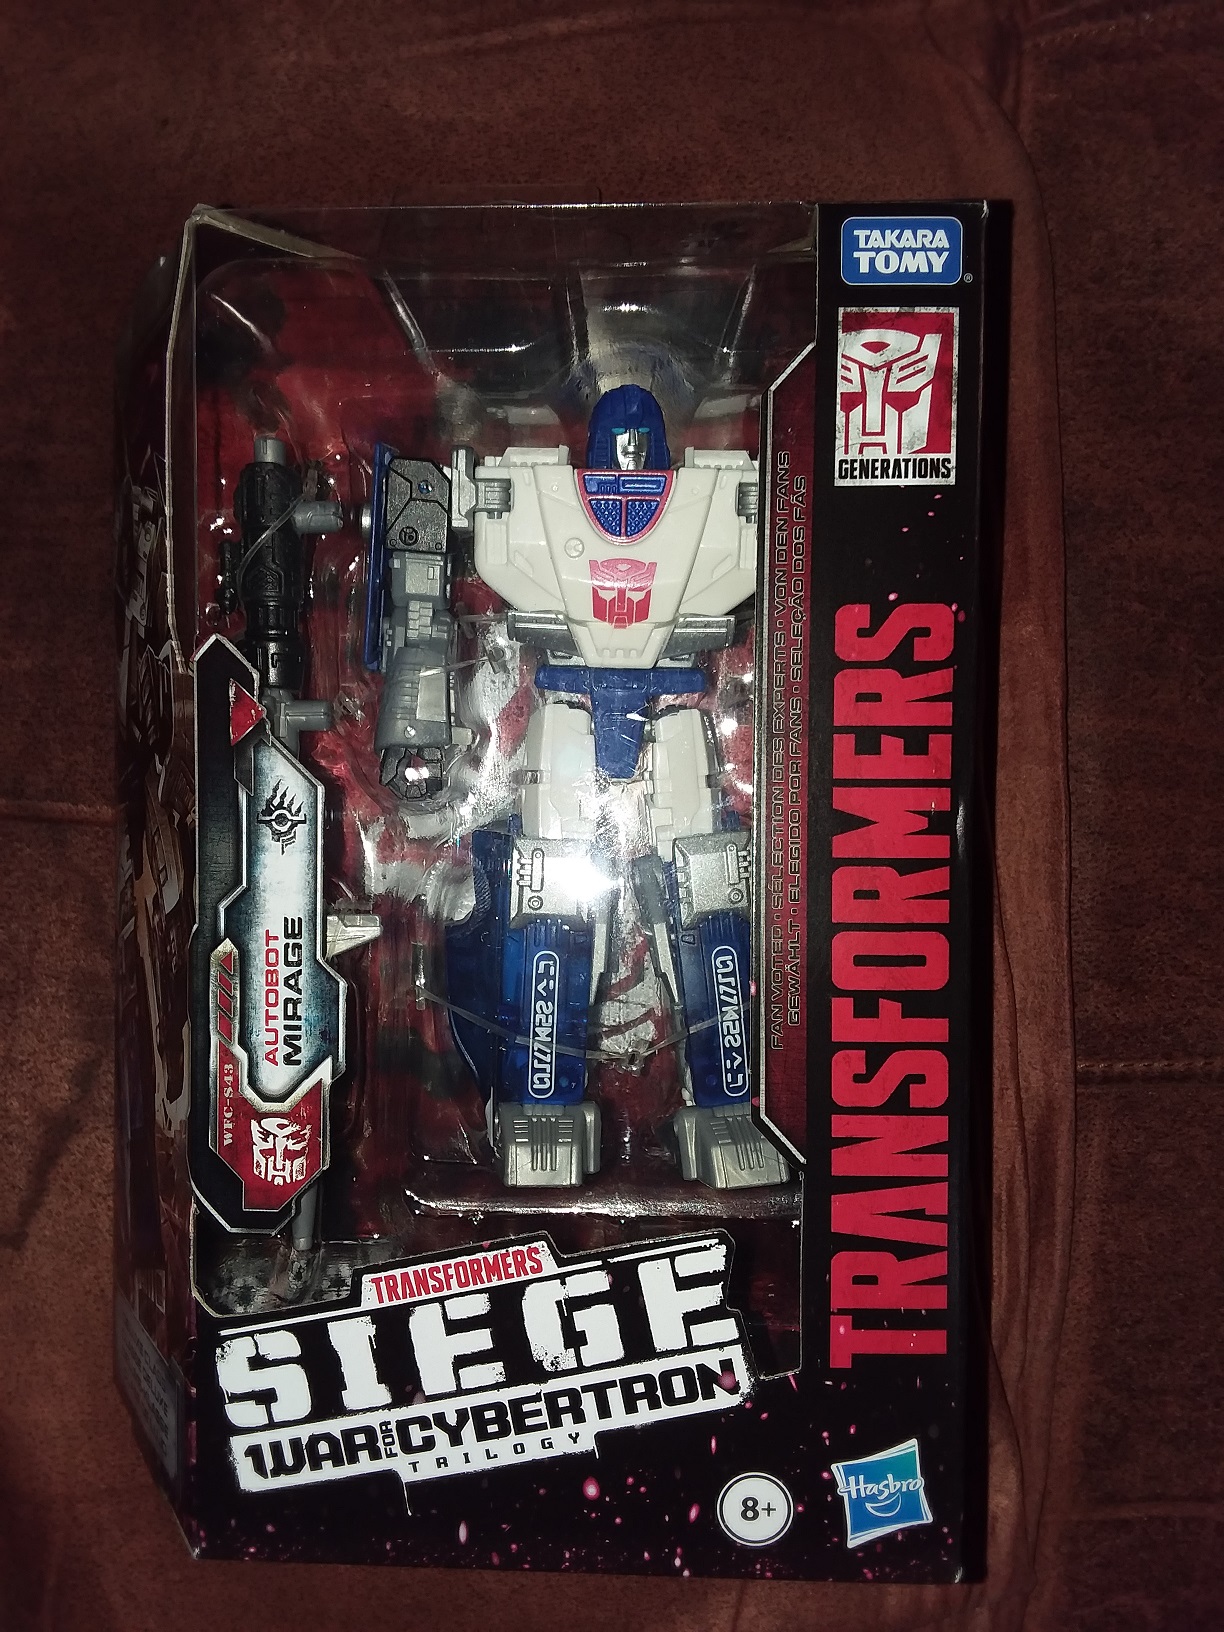 TAKARA
TOMY
®
GENERATIONS
TRANSFORMERS
FAN VOTED • SÉLECTION DES EXPERTS • VON DEN FANS
GEWÄHLT • ELEGIDO POR FANS • SELEÇÃO DOS FÃS
AUTOBOT
MIRAGE
WFC-S43
TRANSFORMERS
SIEGE
WAR FOR CYBERTRON
TRILOGY
8+
Hasbro